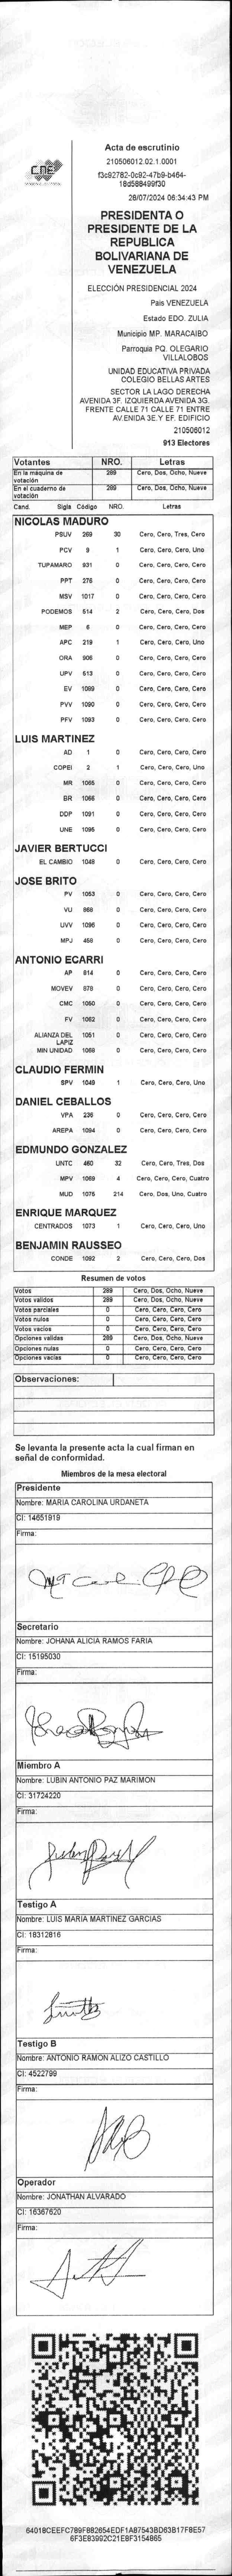 CNE
Acta de escrutinio
210506012.02.1.0001
f3c92782-0c92-47b9-b464-
18d588499f30
28/07/2024 06:34:43 PM
PRESIDENTA O
PRESIDENTE DE LA
REPUBLICA
BOLIVARIANA DE
VENEZUELA
ELECCIÓN PRESIDENCIAL 2024
Pais VENEZUELA
Estado EDO. ZULIA
Municipio MP. MARACAIBO
Parroquia PQ. OLEGARIO
VILLALOBOS
UNIDAD EDUCATIVA PRIVADA
COLEGIO BELLAS ARTES
SECTOR LA LAGO DERECHA
AVENIDA 3F. IZQUIERDA AVENIDA 3G.
FRENTE CALLE 71 CALLE 71 ENTRE
AVENIDA 3E.Y EF. EDIFICIO
210506012
913 Electores
Votantes NRO. Letras
En la máquina de votación 289 Cero, Dos, Ocho, Nueve
En el cuaderno de votación 289 Cero, Dos, Ocho, Nueve
Cand. Sigla Código NRO. Letras
NICOLAS MADURO
PSUV 269 30 Cero, Cero, Tres, Cero
PCV 9 1 Cero, Cero, Cero, Uno
TUPAMARO 931 0 Cero, Cero, Cero, Cero
PPT 276 0 Cero, Cero, Cero, Cero
MSV 1017 0 Cero, Cero, Cero, Cero
PODEMOS 514 2 Cero, Cero, Cero, Dos
MEP 6 0 Cero, Cero, Cero, Cero
APC 219 1 Cero, Cero, Cero, Uno
ORA 906 0 Cero, Cero, Cero, Cero
UPV 613 0 Cero, Cero, Cero, Cero
EV 1099 0 Cero, Cero, Cero, Cero
PVV 1090 0 Cero, Cero, Cero, Cero
PFV 1093 0 Cero, Cero, Cero, Cero
LUIS MARTINEZ
AD 1 0 Cero, Cero, Cero, Cero
COPEI 2 1 Cero, Cero, Cero, Uno
MR 1065 0 Cero, Cero, Cero, Cero
BR 1066 0 Cero, Cero, Cero, Cero
DDP 1091 0 Cero, Cero, Cero, Cero
UNE 1095 0 Cero, Cero, Cero, Cero
JAVIER BERTUCCI
EL CAMBIO 1048 0 Cero, Cero, Cero, Cero
JOSE BRITO
PV 1053 0 Cero, Cero, Cero, Cero
VU 868 0 Cero, Cero, Cero, Cero
UVV 1096 0 Cero, Cero, Cero, Cero
MPJ 458 0 Cero, Cero, Cero, Cero
ANTONIO ECARRI
AP 814 0 Cero, Cero, Cero, Cero
MOVEV 878 0 Cero, Cero, Cero, Cero
CMC 1060 0 Cero, Cero, Cero, Cero
FV 1062 0 Cero, Cero, Cero, Cero
ALIANZA DEL LAPIZ 1051 0 Cero, Cero, Cero, Cero
MIN UNIDAD 1068 0 Cero, Cero, Cero, Cero
CLAUDIO FERMIN
SPV 1049 1 Cero, Cero, Cero, Uno
DANIEL CEBALLOS
VPA 236 0 Cero, Cero, Cero, Cero
AREPA 1094 0 Cero, Cero, Cero, Cero
EDMUNDO GONZALEZ
UNTC 460 32 Cero, Cero, Tres, Dos
MPV 1069 4 Cero, Cero, Cero, Cuatro
MUD 1075 214 Cero, Dos, Uno, Cuatro
ENRIQUE MARQUEZ
CENTRADOS 1073 1 Cero, Cero, Cero, Uno
BENJAMIN RAUSSEO
CONDE 1092 2 Cero, Cero, Cero, Dos
Resumen de votos
Votos 289 Cero, Dos, Ocho, Nueve
Votos validos 289 Cero, Dos, Ocho, Nueve
Votos parciales 0 Cero, Cero, Cero, Cero
Votos nulos 0 Cero, Cero, Cero, Cero
Votos vacios 0 Cero, Cero, Cero, Cero
Opciones validas 289 Cero, Dos, Ocho, Nueve
Opciones nulas 0 Cero, Cero, Cero, Cero
Opciones vacias 0 Cero, Cero, Cero, Cero
Observaciones:
Se levanta la presente acta la cual firman en
señal de conformidad.
Miembros de la mesa electoral
Presidente
Nombre: MARIA CAROLINA URDANETA
CI: 14651919
Firma:
Secretario
Nombre: JOHANA ALICIA RAMOS FARIA
CI: 15195030
Firma:
Miembro A
Nombre: LUBIN ANTONIO PAZ MARIMON
CI: 31724220
Firma:
Testigo A
Nombre: LUIS MARIA MARTINEZ GARCIAS
CI: 18312816
Firma:
Testigo B
Nombre: ANTONIO RAMON ALIZO CASTILLO
CI: 4522799
Firma:
Operador
Nombre: JONATHAN ALVARADO
CI: 16367620
Firma:
64018CEEFC789F882654EDF1A87543BD63B17F8E57
6F3E83992C21E8F3154865